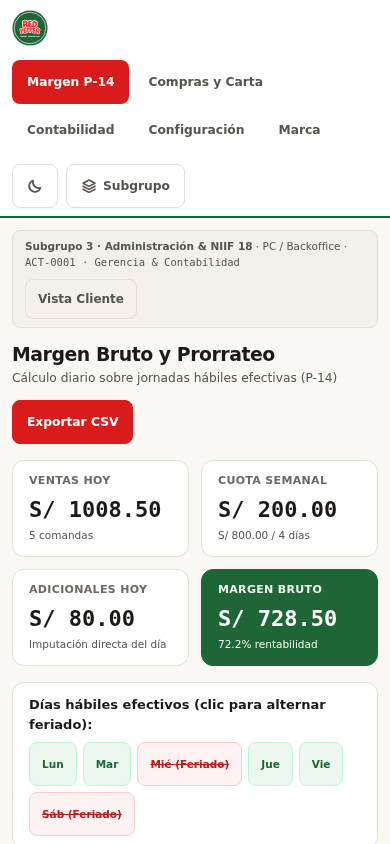 RED
PEPPER
Margen P-14
Compras y Carta
Contabilidad
Configuración
Marca
Subgrupo
Subgrupo 3 · Administración & NIIF 18 · PC / Backoffice ·
ACT-0001 · Gerencia & Contabilidad
Vista Cliente
Margen Bruto y Prorrateo
Cálculo diario sobre jornadas hábiles efectivas (P-14)
Exportar CSV
VENTAS HOY
S/ 1008.50
5 comandas
CUOTA SEMANAL
S/ 200.00
S/ 800.00 / 4 días
ADICIONALES HOY
S/ 80.00
Imputación directa del día
MARGEN BRUTO
S/ 728.50
72.2% rentabilidad
Días hábiles efectivos (clic para alternar
feriado):
Lun
Mar
Mié (Feriado)
Jue
Vie
Sáb (Feriado)